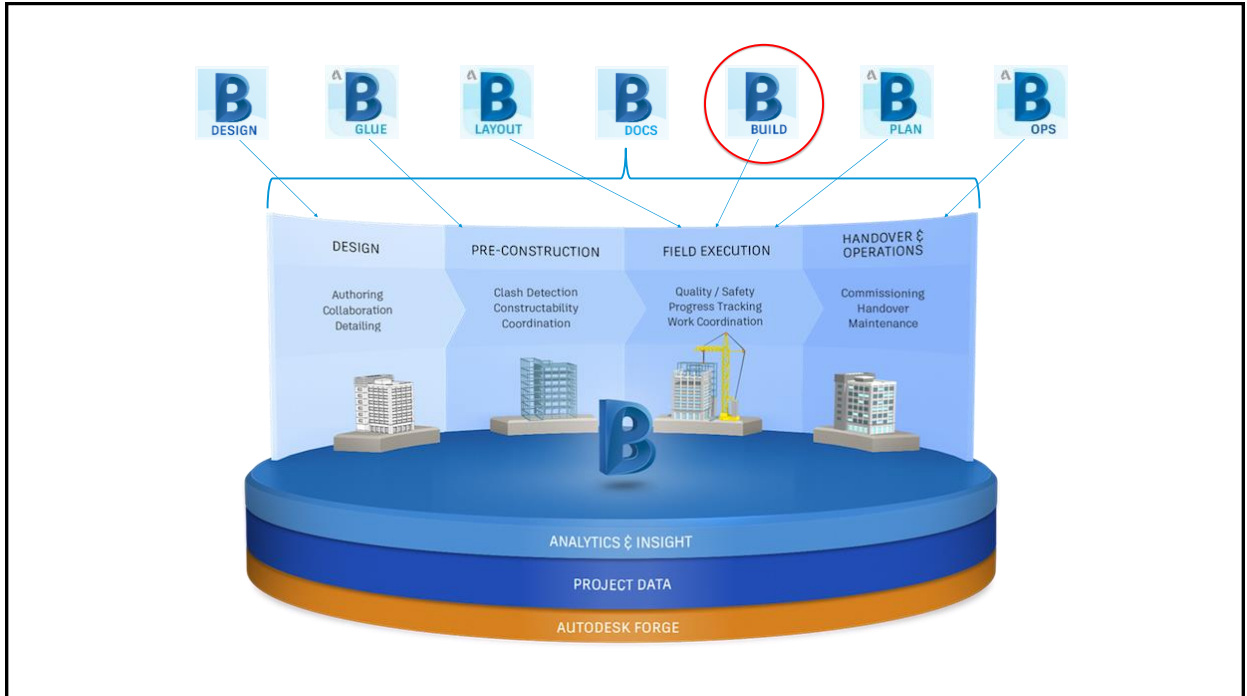 B
DESIGN
B
GLUE
B
LAYOUT
B
DOCS
B
BUILD
B
PLAN
B
OPS
DESIGN
Authoring
Collaboration
Detailing
PRE-CONSTRUCTION
Clash Detection
Constructability
Coordination
FIELD EXECUTION
Quality / Safety
Progress Tracking
Work Coordination
HANDOVER &
OPERATIONS
Commissioning
Handover
Maintenance
B
ANALYTICS & INSIGHT
PROJECT DATA
AUTODESK FORGE